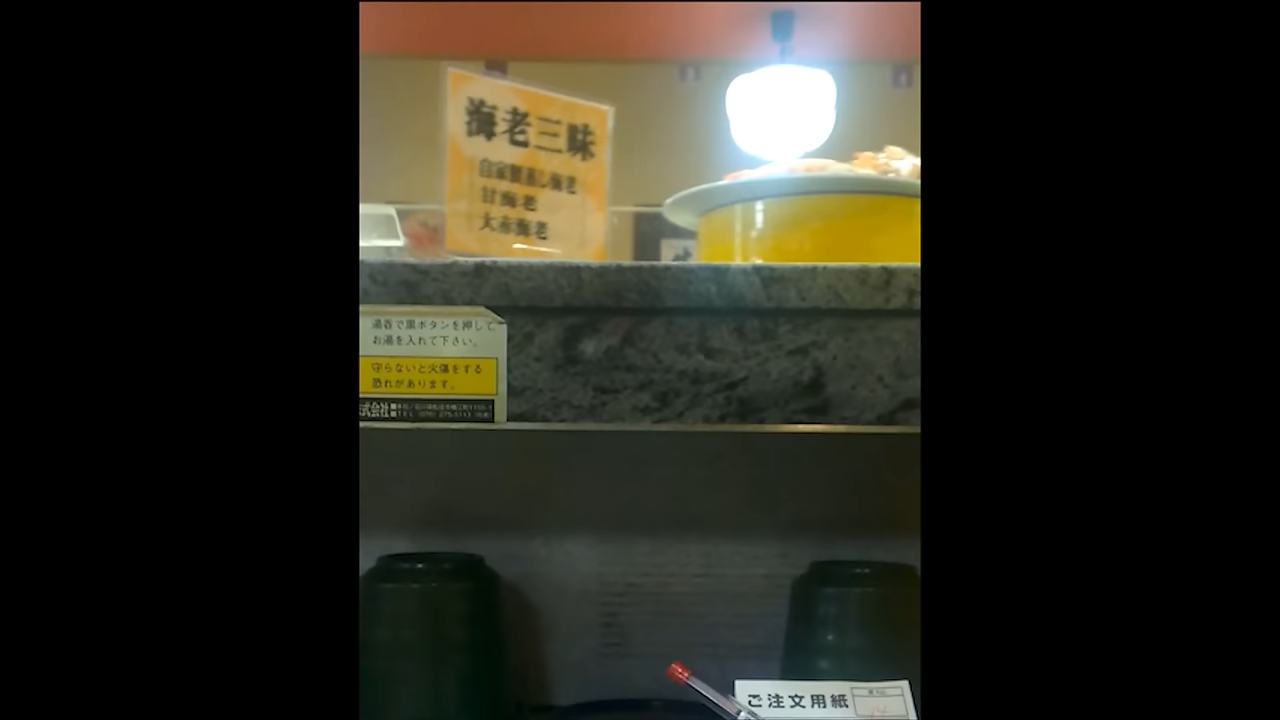 海老三昧
自家製蒸し海老
甘海老
大赤海老
湯呑で黒ボタンを押して
お湯を入れて下さい。
守らないと火傷をする
恐れがあります。
式会社
ご注文用紙